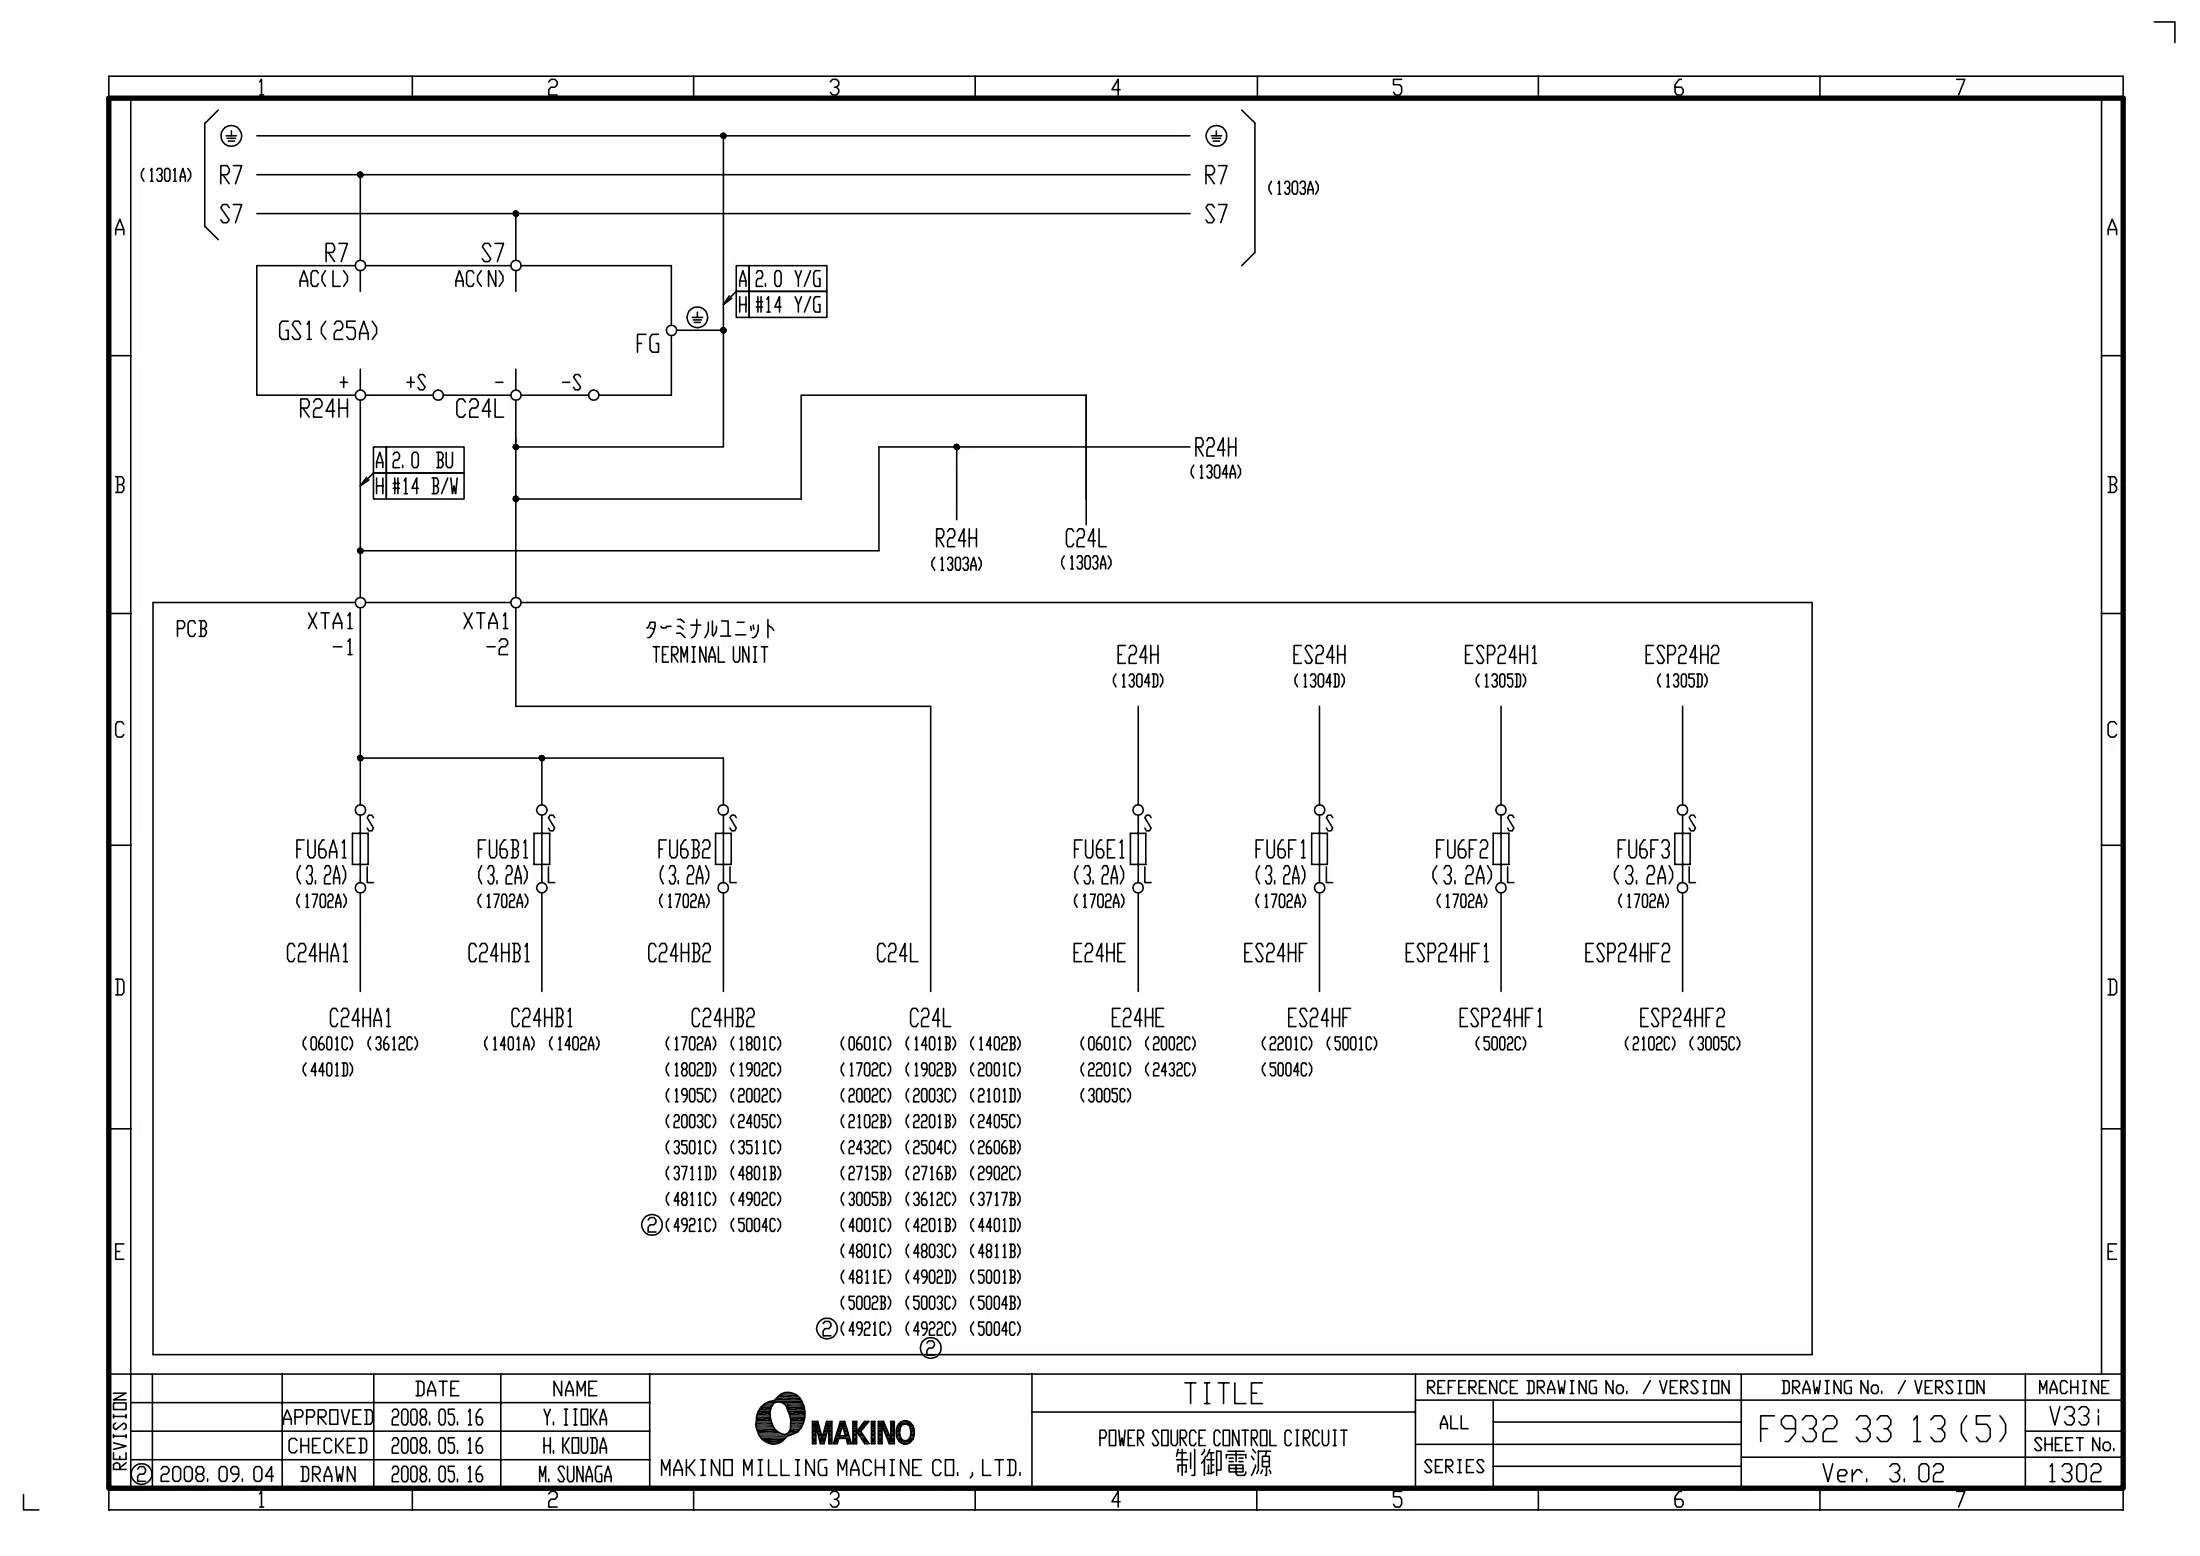 1 2 3 4 5 6 7
(1301A) R7 R7 (1303A)
S7 S7
A A
R7 S7
AC(L) AC(N)
A 2.0 Y/G
H #14 Y/G
GS1(25A)
FG
+ +S - -S
R24H C24L
A 2.0 BU
H #14 B/W
R24H
(1304A)
B B
R24H C24L
(1303A) (1303A)
PCB XTA1 XTA1 ターミナルユニット
-1 -2 TERMINAL UNIT
E24H ES24H ESP24H1 ESP24H2
(1304D) (1304D) (1305D) (1305D)
C C
S S S S S S S
FU6A1 FU6B1 FU6B2 FU6E1 FU6F1 FU6F2 FU6F3
(3.2A) L (3.2A) L (3.2A) L (3.2A) L (3.2A) L (3.2A) L (3.2A) L
(1702A) (1702A) (1702A) (1702A) (1702A) (1702A) (1702A)
C24HA1 C24HB1 C24HB2 C24L E24HE ES24HF ESP24HF1 ESP24HF2
D D
C24HA1 C24HB1 C24HB2 C24L E24HE ES24HF ESP24HF1 ESP24HF2
(0601C) (3612C) (1401A) (1402A) (1702A) (1801C) (0601C) (1401B) (1402B) (0601C) (2002C) (2201C) (5001C) (5002C) (2102C) (3005C)
(4401D) (1802D) (1902C) (1702C) (1902B) (2001C) (2201C) (2432C) (5004C)
(1905C) (2002C) (2002C) (2003C) (2101D) (3005C)
(2003C) (2405C) (2102B) (2201B) (2405C)
(3501C) (3511C) (2432C) (2504C) (2606B)
(3711D) (4801B) (2715B) (2716B) (2902C)
(4811C) (4902C) (3005B) (3612C) (3717B)
②(4921C) (5004C) (4001C) (4201B) (4401D)
E (4801C) (4803C) (4811B) E
(4811E) (4902D) (5001B)
(5002B) (5003C) (5004B)
②(4921C) (4922C) (5004C)
②
REVISION
DATE NAME
APPROVED 2008.05.16 Y. IIOKA
CHECKED 2008.05.16 H. KOUDA
② 2008.09.04 DRAWN 2008.05.16 M. SUNAGA
MAKINO
MAKINO MILLING MACHINE CO.,LTD.
TITLE
POWER SOURCE CONTROL CIRCUIT
制御電源
REFERENCE DRAWING No. / VERSION
ALL
SERIES
DRAWING No. / VERSION
F932 33 13(5)
Ver. 3.02
MACHINE
V33i
SHEET No.
1302
1 2 3 4 5 6 7